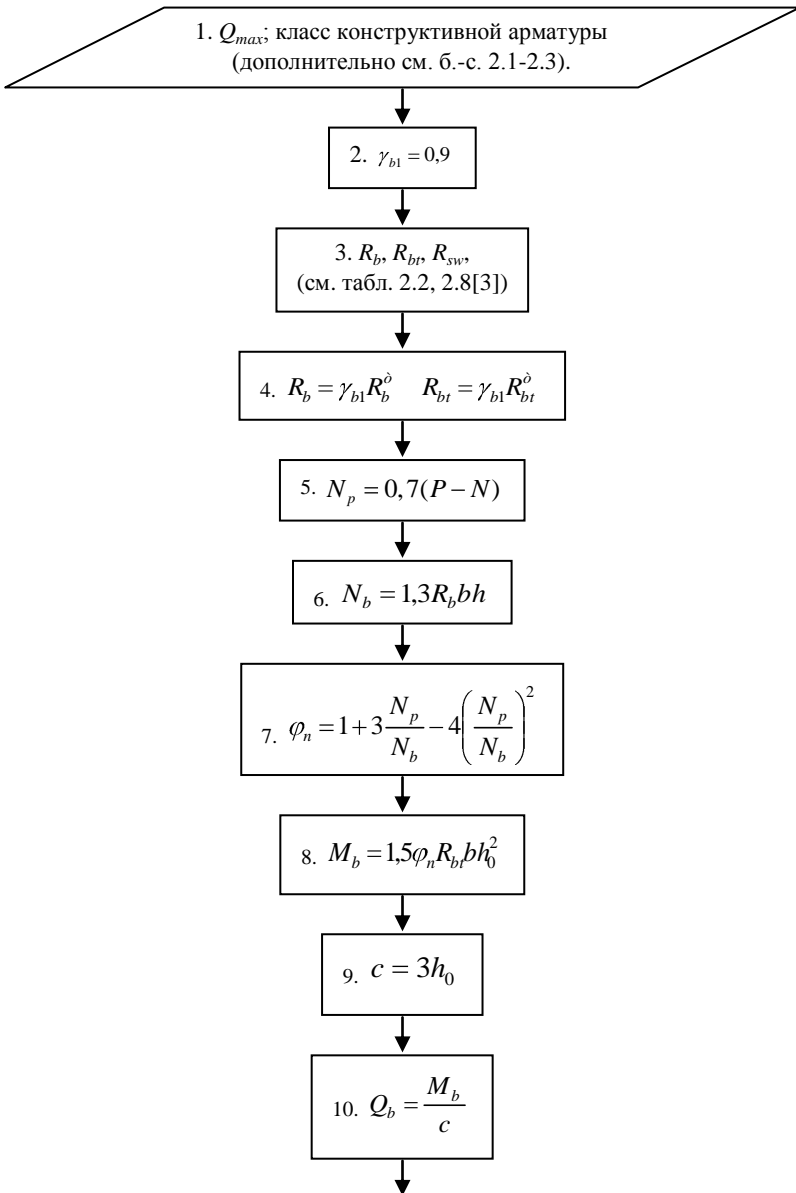 1. Q_max; класс конструктивной арматуры
(дополнительно см. б.-с. 2.1-2.3).
2. γ_b1 = 0,9
3. R_b, R_bt, R_sw,
(см. табл. 2.2, 2.8[3])
4. R_b = γ_b1 R_b^ò R_bt = γ_b1 R_bt^ò
5. N_p = 0,7(P − N)
6. N_b = 1,3R_b bh
7. φ_n = 1 + 3 N_p/N_b − 4(N_p/N_b)^2
8. M_b = 1,5φ_n R_bt bh_0^2
9. c = 3h_0
10. Q_b = M_b/c